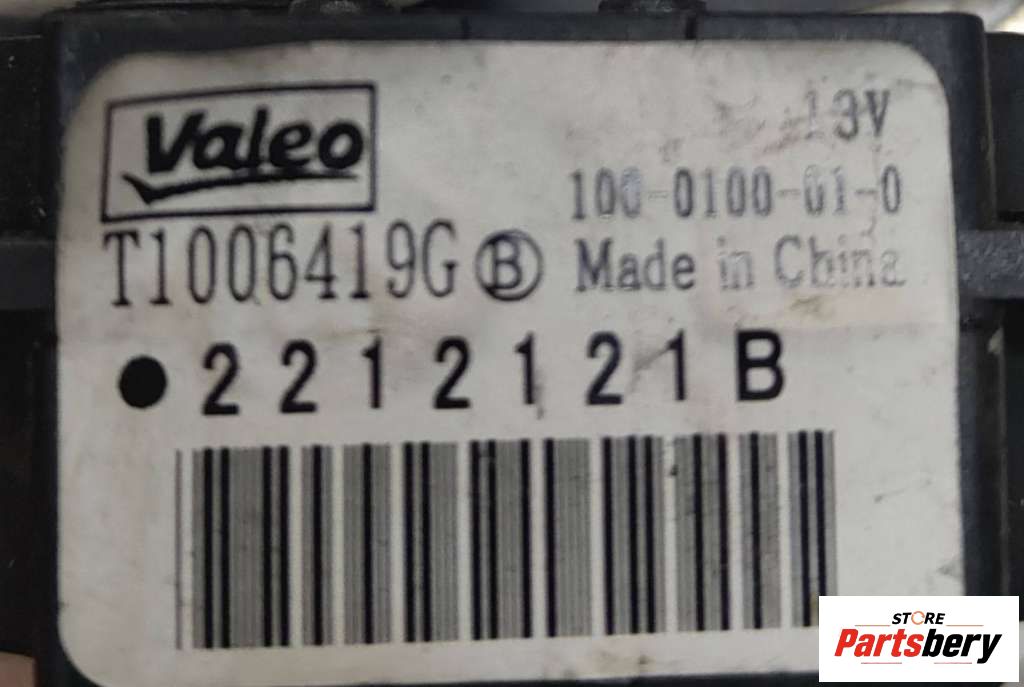 Valeo
13V
100-0100-01-0
T1006419G Ⓑ Made in China
●2212121B
STORE
Partsbery